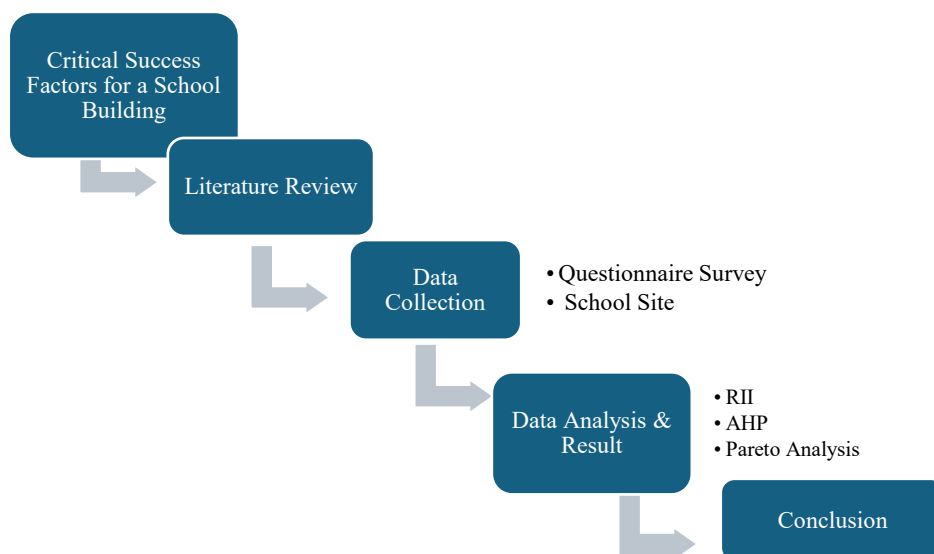 Critical Success
Factors for a School
Building
Literature Review
Data
Collection
• Questionnaire Survey
• School Site
Data Analysis &
Result
• RII
• AHP
• Pareto Analysis
Conclusion